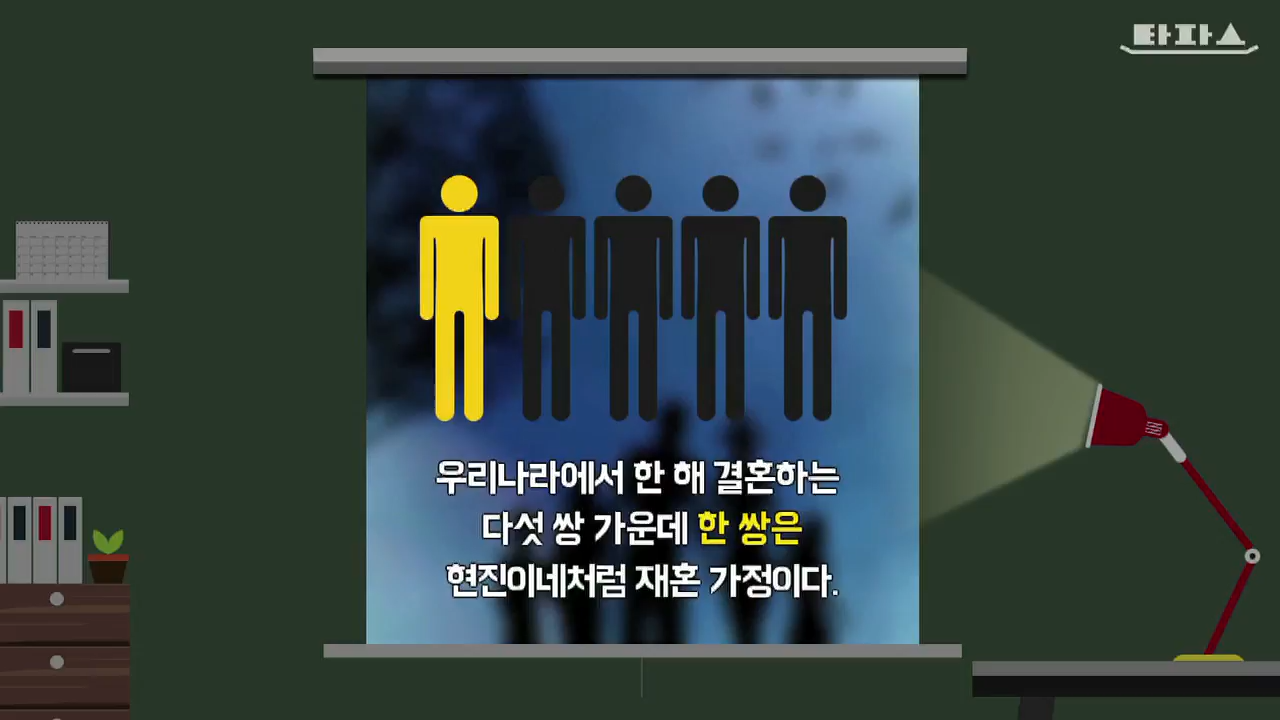 타파스
우리나라에서 한 해 결혼하는
다섯 쌍 가운데 한 쌍은
현진이네처럼 재혼 가정이다.